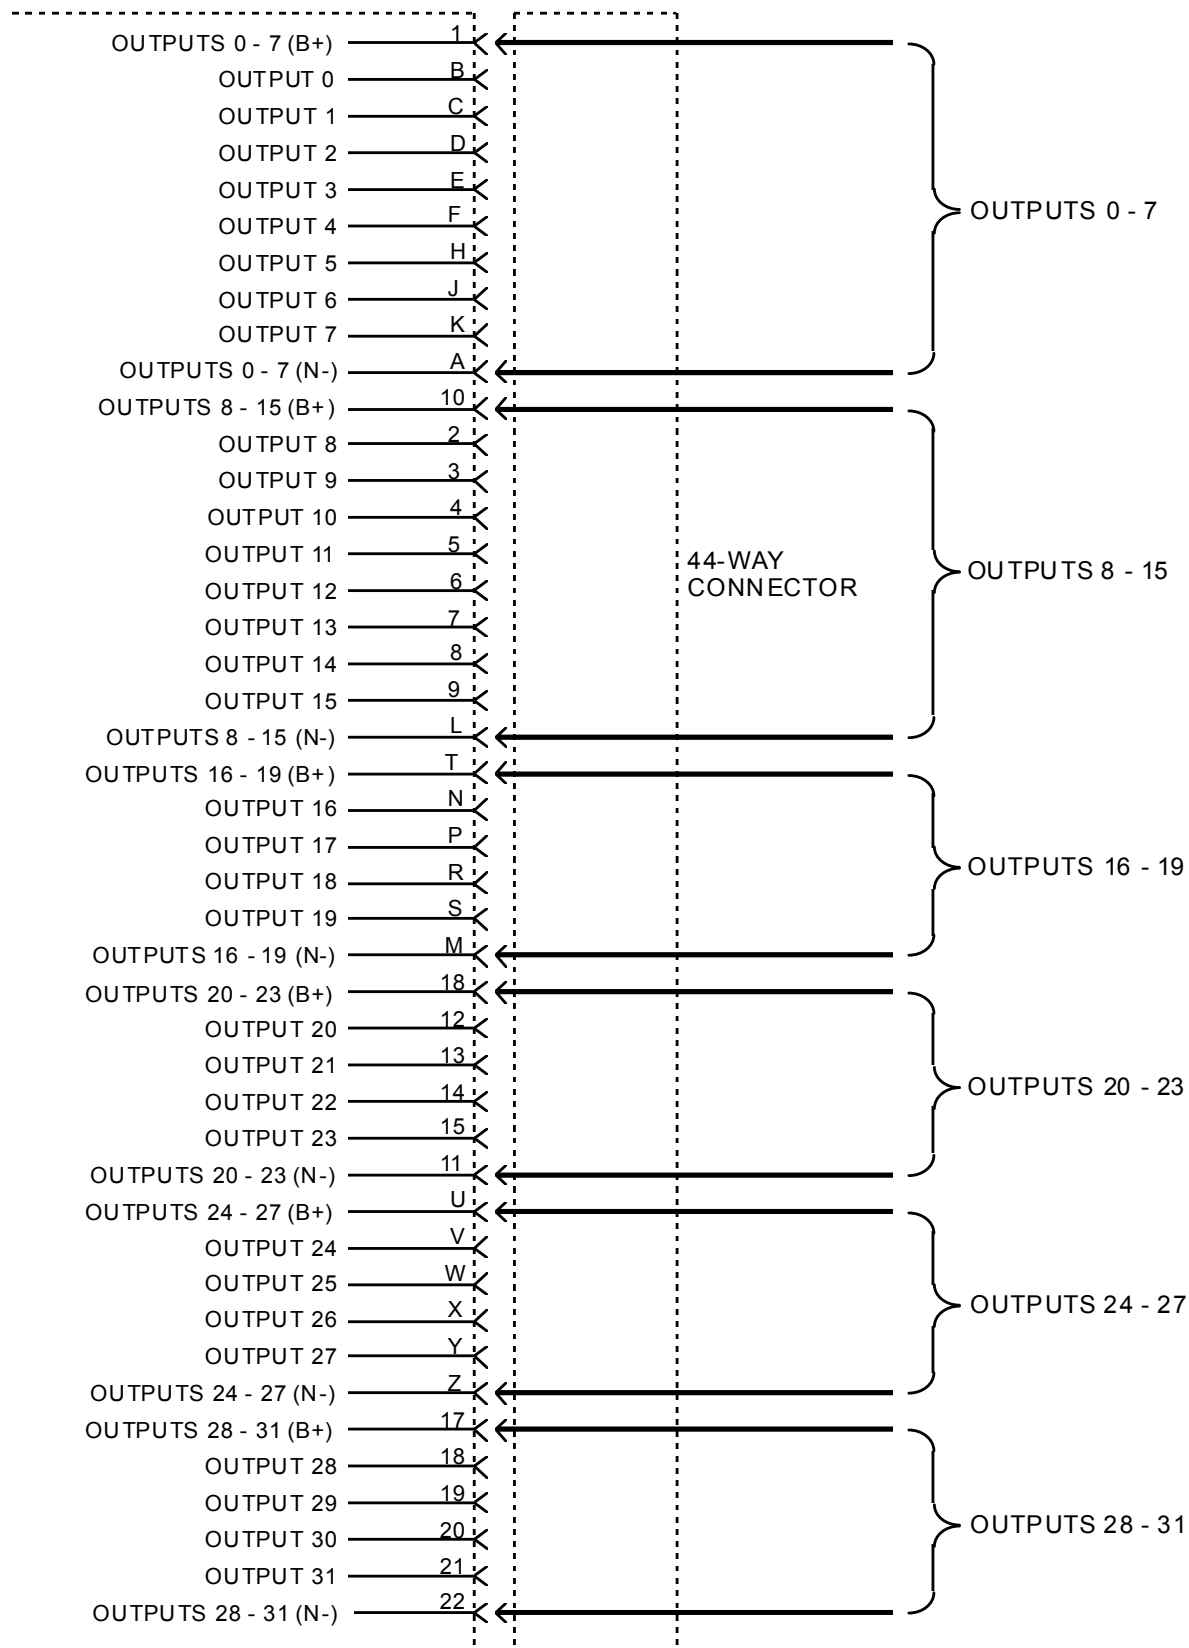 OUTPUTS 0 - 7 (B+) 1
OUTPUT 0 B
OUTPUT 1 C
OUTPUT 2 D
OUTPUT 3 E
OUTPUT 4 F
OUTPUTS 0 - 7
OUTPUT 5 H
OUTPUT 6 J
OUTPUT 7 K
OUTPUTS 0 - 7 (N-) A
OUTPUTS 8 - 15 (B+) 10
OUTPUT 8 2
OUTPUT 9 3
OUTPUT 10 4
OUTPUT 11 5
44-WAY
CONNECTOR
OUTPUTS 8 - 15
OUTPUT 12 6
OUTPUT 13 7
OUTPUT 14 8
OUTPUT 15 9
OUTPUTS 8 - 15 (N-) L
OUTPUTS 16 - 19 (B+) T
OUTPUT 16 N
OUTPUT 17 P
OUTPUTS 16 - 19
OUTPUT 18 R
OUTPUT 19 S
OUTPUTS 16 - 19 (N-) M
OUTPUTS 20 - 23 (B+) 18
OUTPUT 20 12
OUTPUT 21 13
OUTPUTS 20 - 23
OUTPUT 22 14
OUTPUT 23 15
OUTPUTS 20 - 23 (N-) 11
OUTPUTS 24 - 27 (B+) U
OUTPUT 24 V
OUTPUT 25 W
OUTPUTS 24 - 27
OUTPUT 26 X
OUTPUT 27 Y
OUTPUTS 24 - 27 (N-) Z
OUTPUTS 28 - 31 (B+) 17
OUTPUT 28 18
OUTPUT 29 19
OUTPUTS 28 - 31
OUTPUT 30 20
OUTPUT 31 21
OUTPUTS 28 - 31 (N-) 22